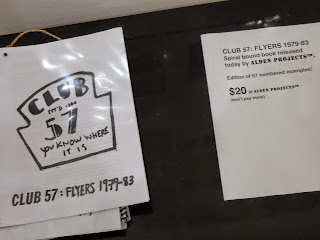 CLUB
EST'D. 1980
57
YOU KNOW WHERE
IT IS
CLUB 57: FLYERS 1979-83
CLUB 57: FLYERS 1979-83
Spiral bound book released
today by ALDEN PROJECTS™.
Edition of 57 numbered examples!
$20 at ALDEN PROJECTS™
(don't pay more)